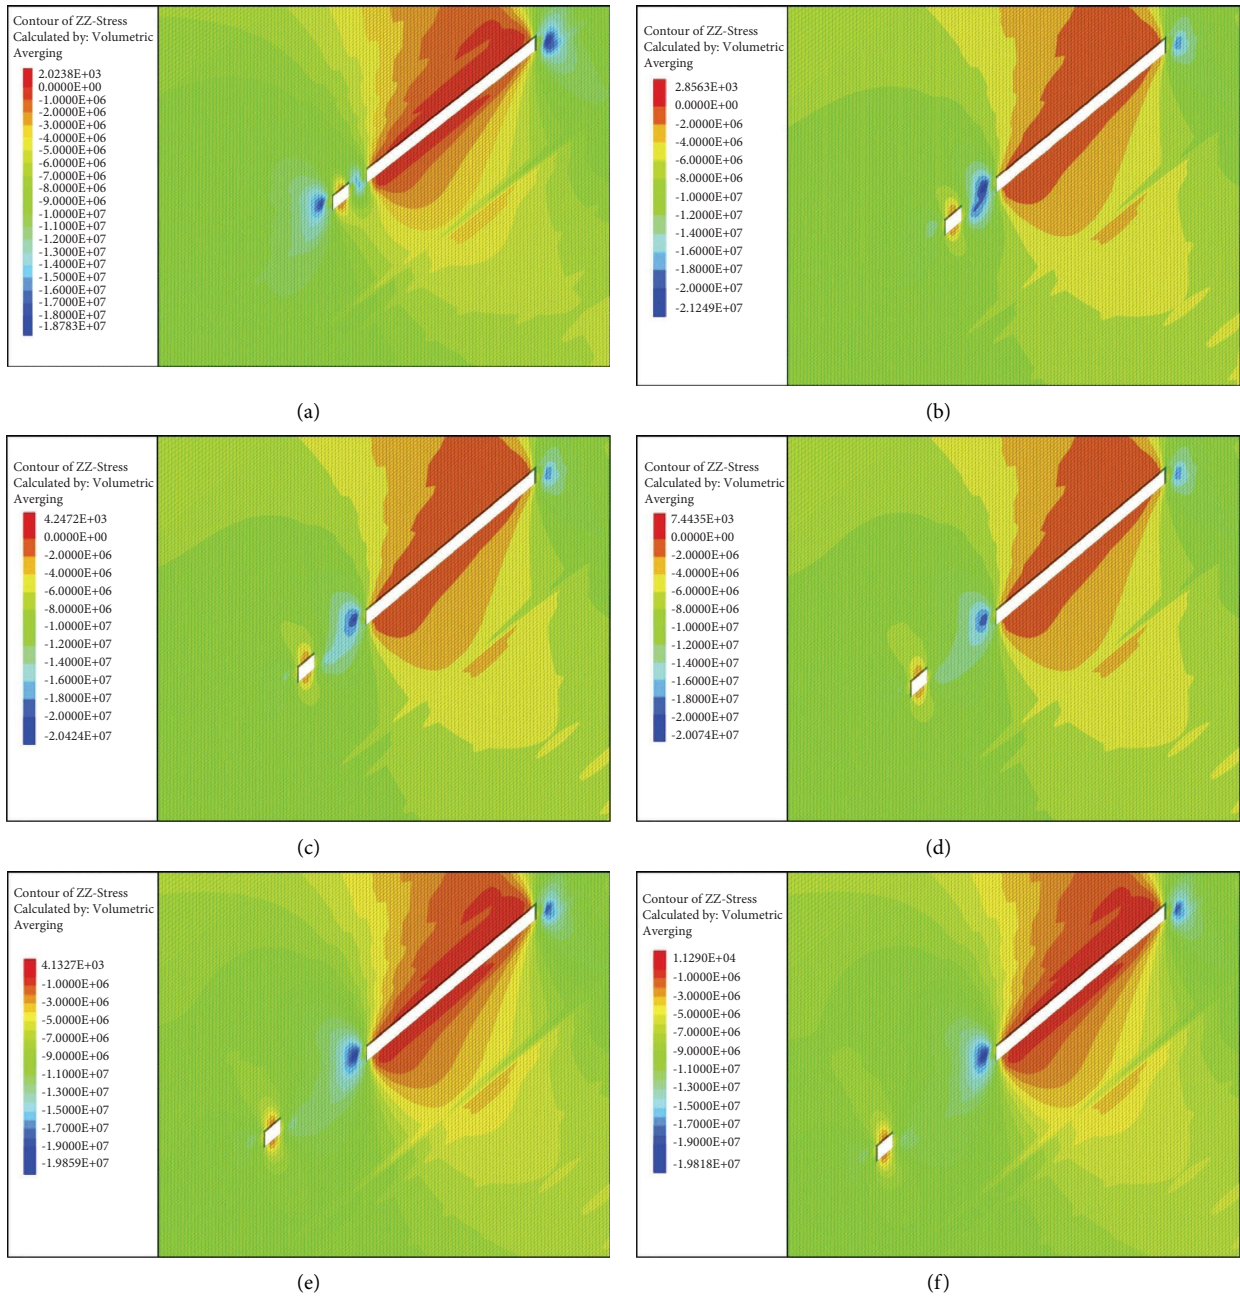 Contour of ZZ-Stress
Calculated by: Volumetric
Averging
2.0238E+03
0.0000E+00
-1.0000E+06
-2.0000E+06
-3.0000E+06
-4.0000E+06
-5.0000E+06
-6.0000E+06
-7.0000E+06
-8.0000E+06
-9.0000E+06
-1.0000E+07
-1.1000E+07
-1.2000E+07
-1.3000E+07
-1.4000E+07
-1.5000E+07
-1.6000E+07
-1.7000E+07
-1.8000E+07
-1.8783E+07
(a)
Contour of ZZ-Stress
Calculated by: Volumetric
Averging
2.8563E+03
0.0000E+00
-2.0000E+06
-4.0000E+06
-6.0000E+06
-8.0000E+06
-1.0000E+07
-1.2000E+07
-1.4000E+07
-1.6000E+07
-1.8000E+07
-2.0000E+07
-2.1249E+07
(b)
Contour of ZZ-Stress
Calculated by: Volumetric
Averging
4.2472E+03
0.0000E+00
-2.0000E+06
-4.0000E+06
-6.0000E+06
-8.0000E+06
-1.0000E+07
-1.2000E+07
-1.4000E+07
-1.6000E+07
-1.8000E+07
-2.0000E+07
-2.0424E+07
(c)
Contour of ZZ-Stress
Calculated by: Volumetric
Averging
7.4435E+03
0.0000E+00
-2.0000E+06
-4.0000E+06
-6.0000E+06
-8.0000E+06
-1.0000E+07
-1.2000E+07
-1.4000E+07
-1.6000E+07
-1.8000E+07
-2.0000E+07
-2.0074E+07
(d)
Contour of ZZ-Stress
Calculated by: Volumetric
Averging
4.1327E+03
-1.0000E+06
-3.0000E+06
-5.0000E+06
-7.0000E+06
-9.0000E+06
-1.1000E+07
-1.3000E+07
-1.5000E+07
-1.7000E+07
-1.9000E+07
-1.9859E+07
(e)
Contour of ZZ-Stress
Calculated by: Volumetric
Averging
1.1290E+04
-1.0000E+06
-3.0000E+06
-5.0000E+06
-7.0000E+06
-9.0000E+06
-1.1000E+07
-1.3000E+07
-1.5000E+07
-1.7000E+07
-1.9000E+07
-1.9818E+07
(f)